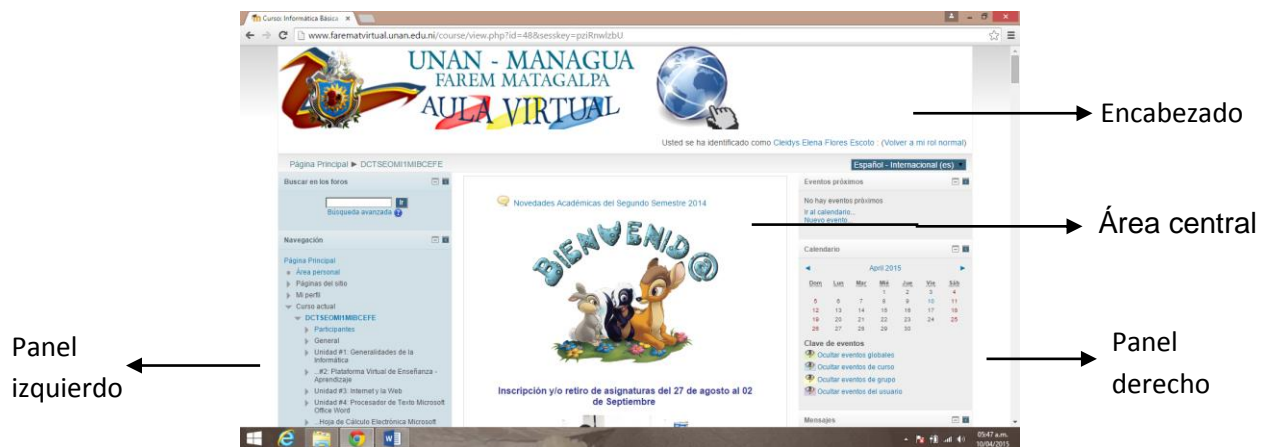 Curso: Informática Básica
www.farematvirtual.unan.edu.ni/course/view.php?id=48&sesskey=pziRnwlzbU
UNAN - MANAGUA
FAREM MATAGALPA
AULA VIRTUAL
Usted se ha identificado como Cleidys Elena Flores Escoto : (Volver a mi rol normal)
Página Principal ► DCTSEOMI1MIBCEFE
Español - Internacional (es)
Buscar en los foros
Ir
Búsqueda avanzada
Navegación
Página Principal
Área personal
Páginas del sitio
Mi perfil
Curso actual
DCTSEOMI1MIBCEFE
Participantes
General
Unidad #1: Generalidades de la
Informática
...#2: Plataforma Virtual de Enseñanza -
Aprendizaje
Unidad #3: Internet y la Web
Unidad #4: Procesador de Texto Microsoft
Office Word
...Hoja de Cálculo Electrónica Microsoft
Novedades Académicas del Segundo Semestre 2014
BIENVENID@
Inscripción y/o retiro de asignaturas del 27 de agosto al 02
de Septiembre
Eventos próximos
No hay eventos próximos
Ir al calendario...
Nuevo evento...
Calendario
◄ April 2015 ►
Dom Lun Mar Mié Jue Vie Sáb
1 2 3 4
5 6 7 8 9 10 11
12 13 14 15 16 17 18
19 20 21 22 23 24 25
26 27 28 29 30
Clave de eventos
Ocultar eventos globales
Ocultar eventos de curso
Ocultar eventos de grupo
Ocultar eventos del usuario
Mensajes
05:47 a.m.
10/04/2015
Encabezado
Área central
Panel
izquierdo
Panel
derecho